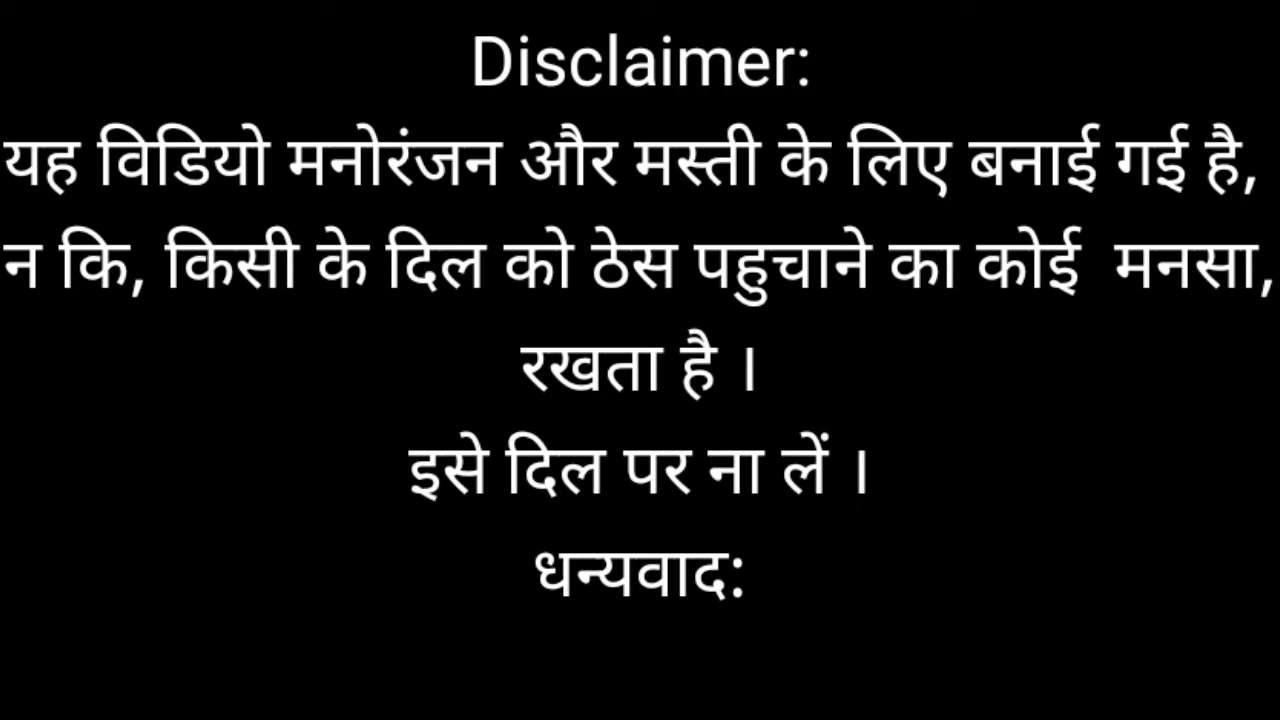 Disclaimer:
यह विडियो मनोरंजन और मस्ती के लिए बनाई गई है,
न कि, किसी के दिल को ठेस पहुचाने का कोई मनसा,
रखता है ।
इसे दिल पर ना लें ।
धन्यवाद: